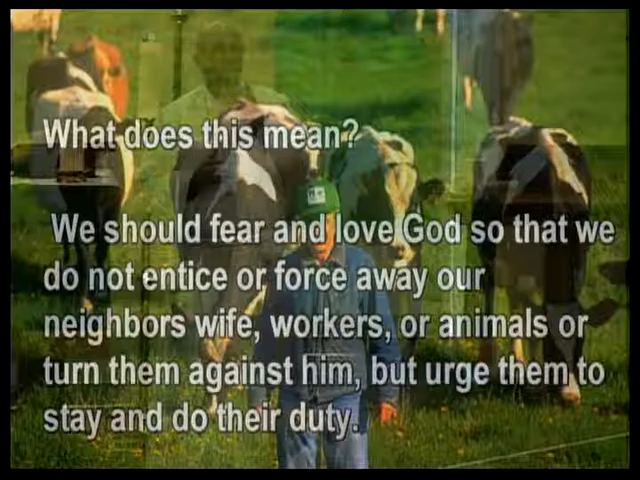 What does this mean?
We should fear and love God so that we
do not entice or force away our
neighbors wife, workers, or animals or
turn them against him, but urge them to
stay and do their duty.